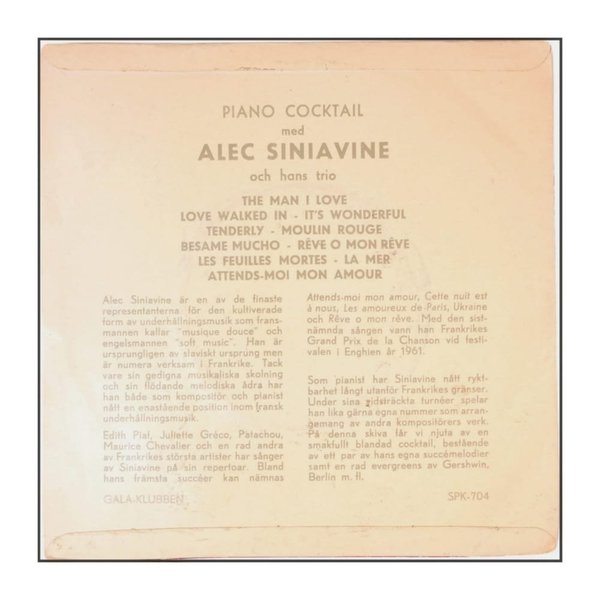 PIANO COCKTAIL
med
ALEC SINIAVINE
och hans trio
THE MAN I LOVE
LOVE WALKED IN - IT'S WONDERFUL
TENDERLY - MOULIN ROUGE
BESAME MUCHO - RÊVE O MON RÊVE
LES FEUILLES MORTES - LA MER
ATTENDS-MOI MON AMOUR
Alec Siniavine är en av de finaste
representanterna för den kultiverade
form av underhållningsmusik som frans-
mannen kallar "musique douce" och
engelsmannen "soft music". Han är
ursprungligen av slaviskt ursprung men
är numera verksam i Frankrike. Tack
vare sin gedigna musikaliska skolning
och sin flödande melodiska ådra har
han både som kompositör och pianist
nått en enastående position inom fransk
underhållningsmusik.
Edith Piaf, Juliette Gréco, Patachou,
Maurice Chevalier och en rad andra
av Frankrikes största artister har sånger
av Siniavine på sin repertoar. Bland
hans främsta succéer kan nämnas
Attends-moi mon amour, Cette nuit est
à nous, Les amoureux de-Paris, Ukraine
och Rêve o mon rêve. Med den sist-
nämnda sången vann han Frankrikes
Grand Prix de la Chanson vid festi-
valen i Enghien år 1961.
Som pianist har Siniavine nått rykt-
barhet långt utanför Frankrikes gränser.
Under sina vidsträckta turnéer spelar
han lika gärna egna nummer som arran-
gemang av andra kompositörers verk.
På denna skiva får vi njuta av en
smakfullt blandad cocktail, bestående
av ett par av hans egna succémelodier
samt en rad evergreens av Gershwin,
Berlin m. fl.
GALA-KLUBBEN
SPK-704